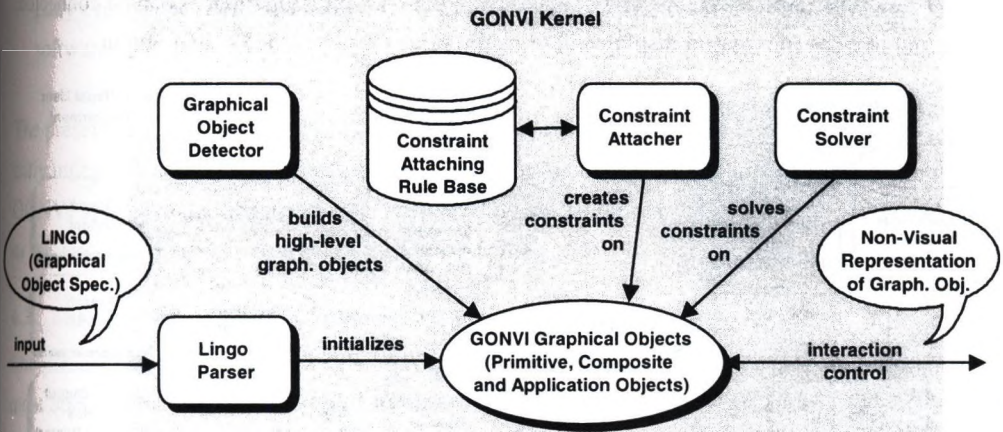 GONVI Kernel
Graphical
Object
Detector
Constraint
Attaching
Rule Base
Constraint
Attacher
Constraint
Solver
builds
high-level
graph. objects
creates
constraints
on
solves
constraints
on
LINGO
(Graphical
Object Spec.)
Non-Visual
Representation
of Graph. Obj.
input
Lingo
Parser
initializes
GONVI Graphical Objects
(Primitive, Composite
and Application Objects)
interaction
control